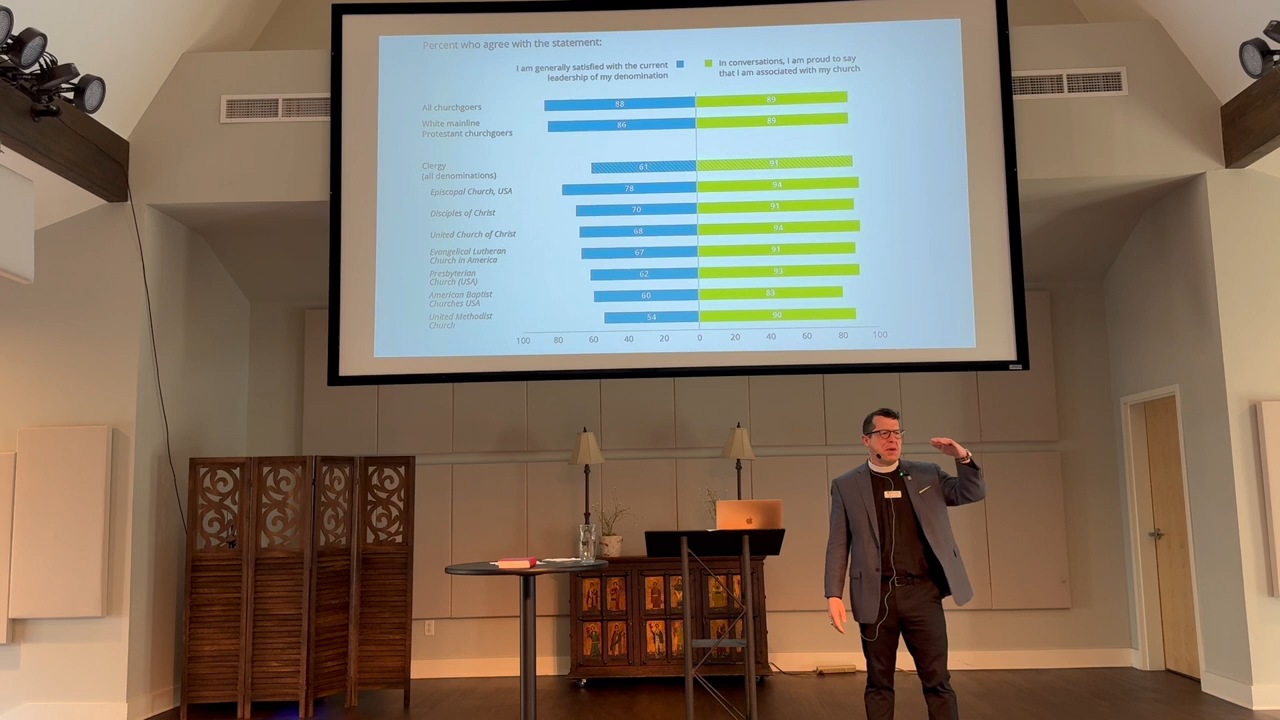 Percent who agree with the statement:
I am generally satisfied with the current
leadership of my denomination
In conversations, I am proud to say
that I am associated with my church
All churchgoers 88 89
White mainline
Protestant churchgoers 86 89
Clergy
(all denominations) 61 91
Episcopal Church, USA 78 94
Disciples of Christ 70 91
United Church of Christ 68 94
Evangelical Lutheran
Church in America 67 91
Presbyterian
Church (USA) 62 93
American Baptist
Churches USA 60 83
United Methodist
Church 54 90
100 80 60 40 20 0 20 40 60 80 100